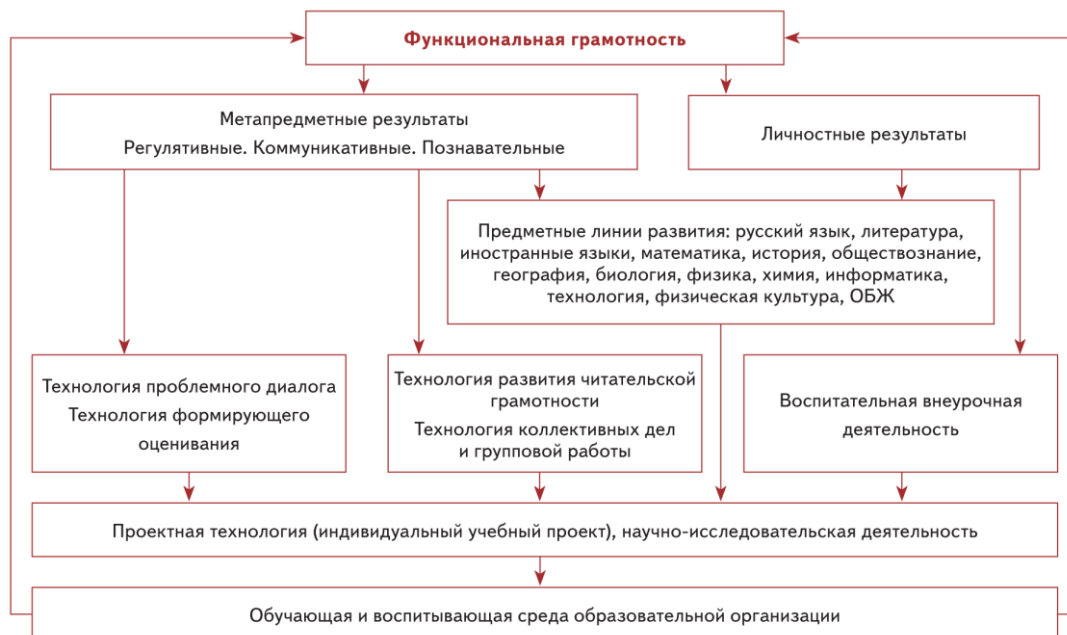 Функциональная грамотность
Метапредметные результаты
Регулятивные. Коммуникативные. Познавательные
Личностные результаты
Предметные линии развития: русский язык, литература,
иностранные языки, математика, история, обществознание,
география, биология, физика, химия, информатика,
технология, физическая культура, ОБЖ
Технология проблемного диалога
Технология формирующего
оценивания
Технология развития читательской
грамотности
Технология коллективных дел
и групповой работы
Воспитательная внеурочная
деятельность
Проектная технология (индивидуальный учебный проект), научно-исследовательская деятельность
Обучающая и воспитывающая среда образовательной организации